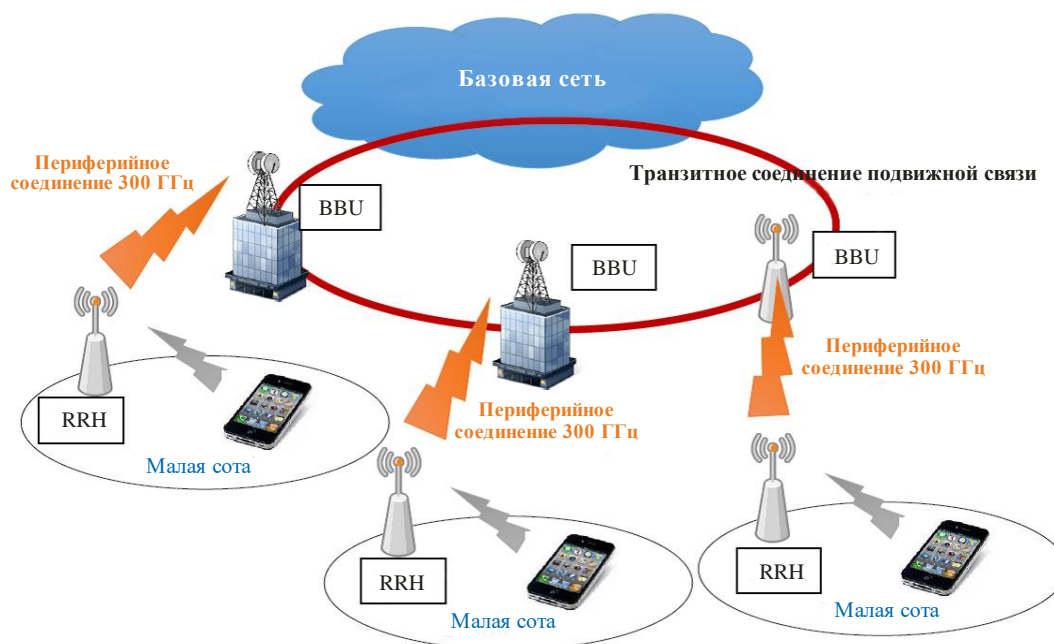 Базовая сеть
Периферийное
соединение 300 ГГц
Транзитное соединение подвижной связи
BBU
BBU
BBU
Периферийное
соединение 300 ГГц
Периферийное
соединение 300 ГГц
RRH
Малая сота
RRH
Малая сота
RRH
Малая сота